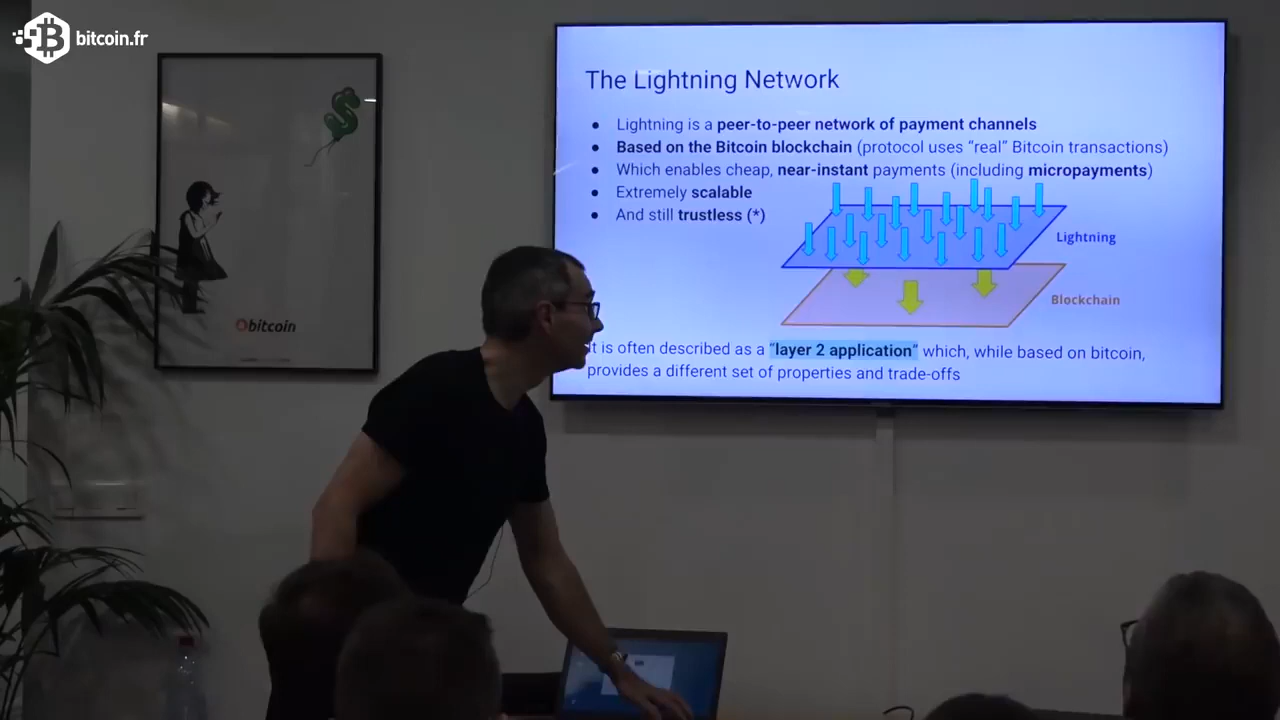 bitcoin.fr
bitcoin
The Lightning Network
Lightning is a peer-to-peer network of payment channels
Based on the Bitcoin blockchain (protocol uses “real” Bitcoin transactions)
Which enables cheap, near-instant payments (including micropayments)
Extremely scalable
And still trustless (*)
Lightning
Blockchain
It is often described as a “layer 2 application” which, while based on bitcoin,
provides a different set of properties and trade-offs